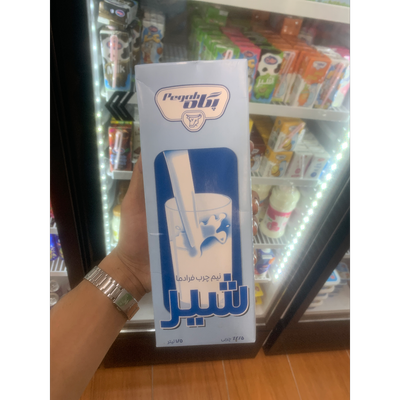 Pegah
پگاه
نیم چرب فرادما
شیر